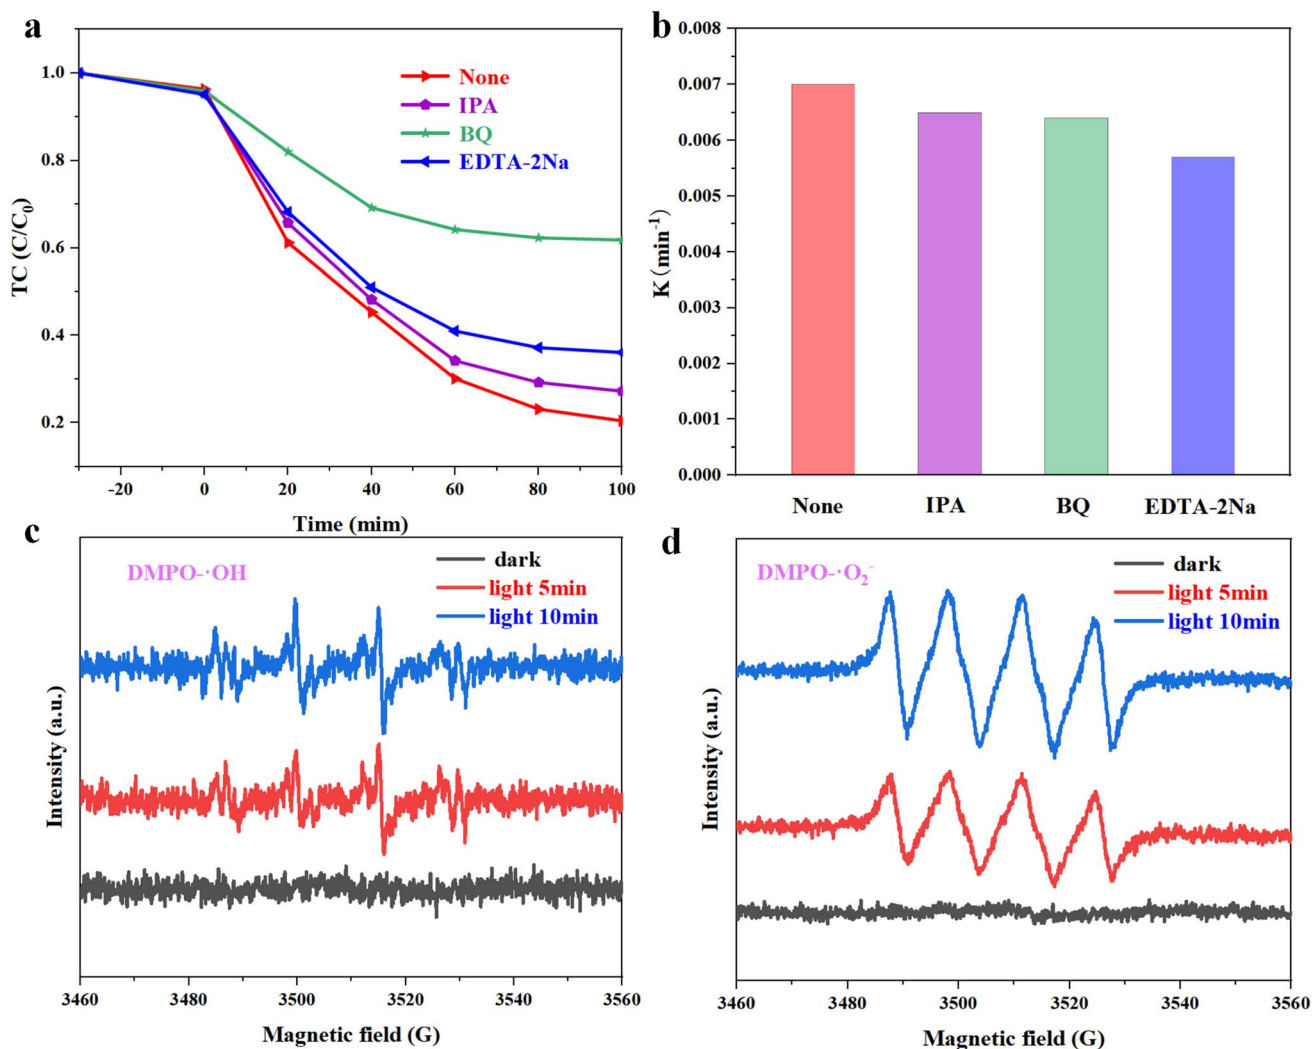 a
TC (C/C0)
1.0
0.8
0.6
0.4
0.2
None
IPA
BQ
EDTA-2Na
-20 0 20 40 60 80 100
Time (mim)
b
K (min-1)
0.008
0.007
0.006
0.005
0.004
0.003
0.002
0.001
0.000
None IPA BQ EDTA-2Na
c
DMPO-·OH
dark
light 5min
light 10min
Intensity (a.u.)
3460 3480 3500 3520 3540 3560
Magnetic field (G)
d
DMPO-·O2-
dark
light 5min
light 10min
Intensity (a.u.)
3460 3480 3500 3520 3540 3560
Magnetic field (G)